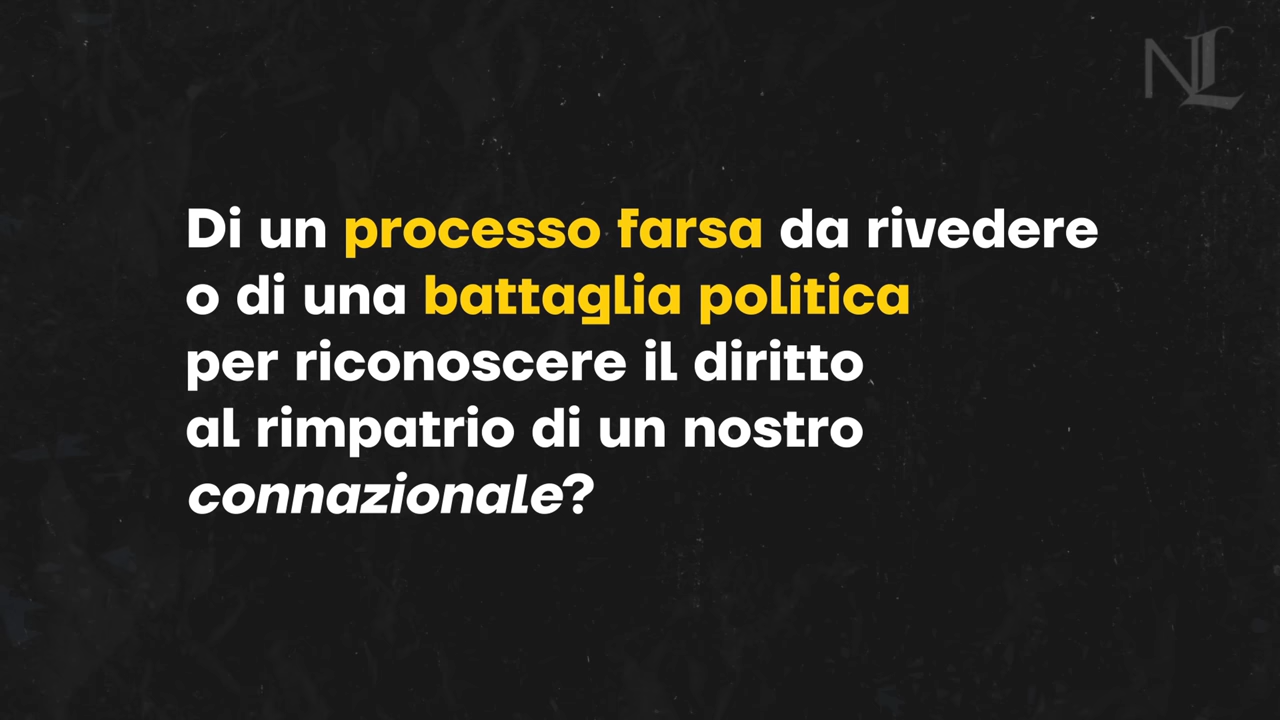 NL
Di un processo farsa da rivedere
o di una battaglia politica
per riconoscere il diritto
al rimpatrio di un nostro
connazionale?